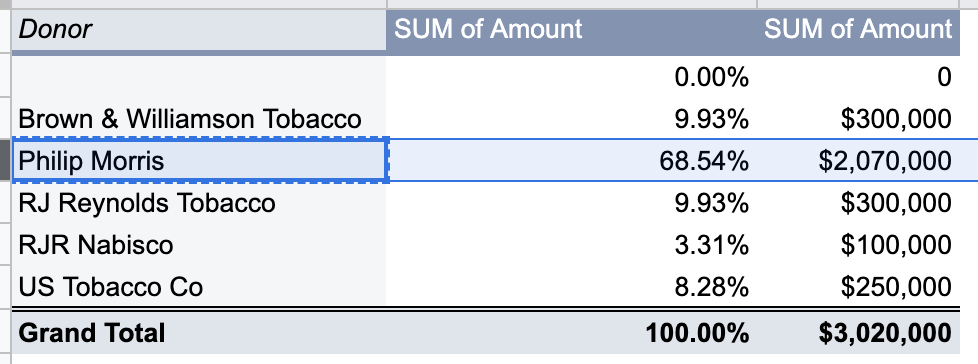 Donor SUM of Amount SUM of Amount
0.00% 0
Brown & Williamson Tobacco 9.93% $300,000
Philip Morris 68.54% $2,070,000
RJ Reynolds Tobacco 9.93% $300,000
RJR Nabisco 3.31% $100,000
US Tobacco Co 8.28% $250,000
Grand Total 100.00% $3,020,000